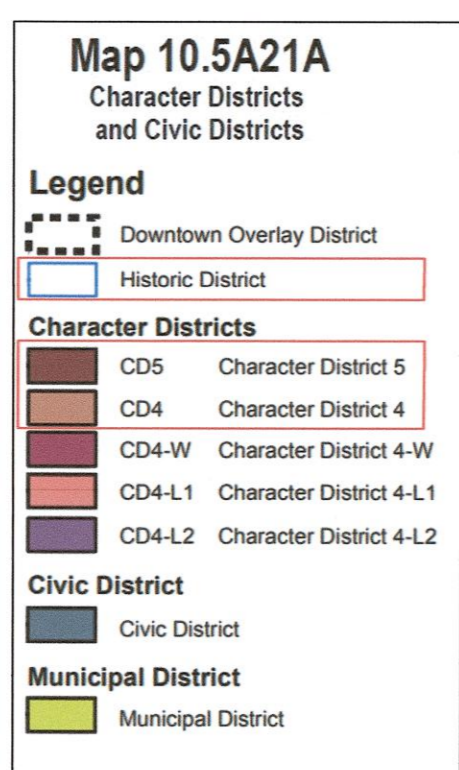 Map 10.5A21A
Character Districts
and Civic Districts
Legend
Downtown Overlay District
Historic District
Character Districts
CD5 Character District 5
CD4 Character District 4
CD4-W Character District 4-W
CD4-L1 Character District 4-L1
CD4-L2 Character District 4-L2
Civic District
Civic District
Municipal District
Municipal District